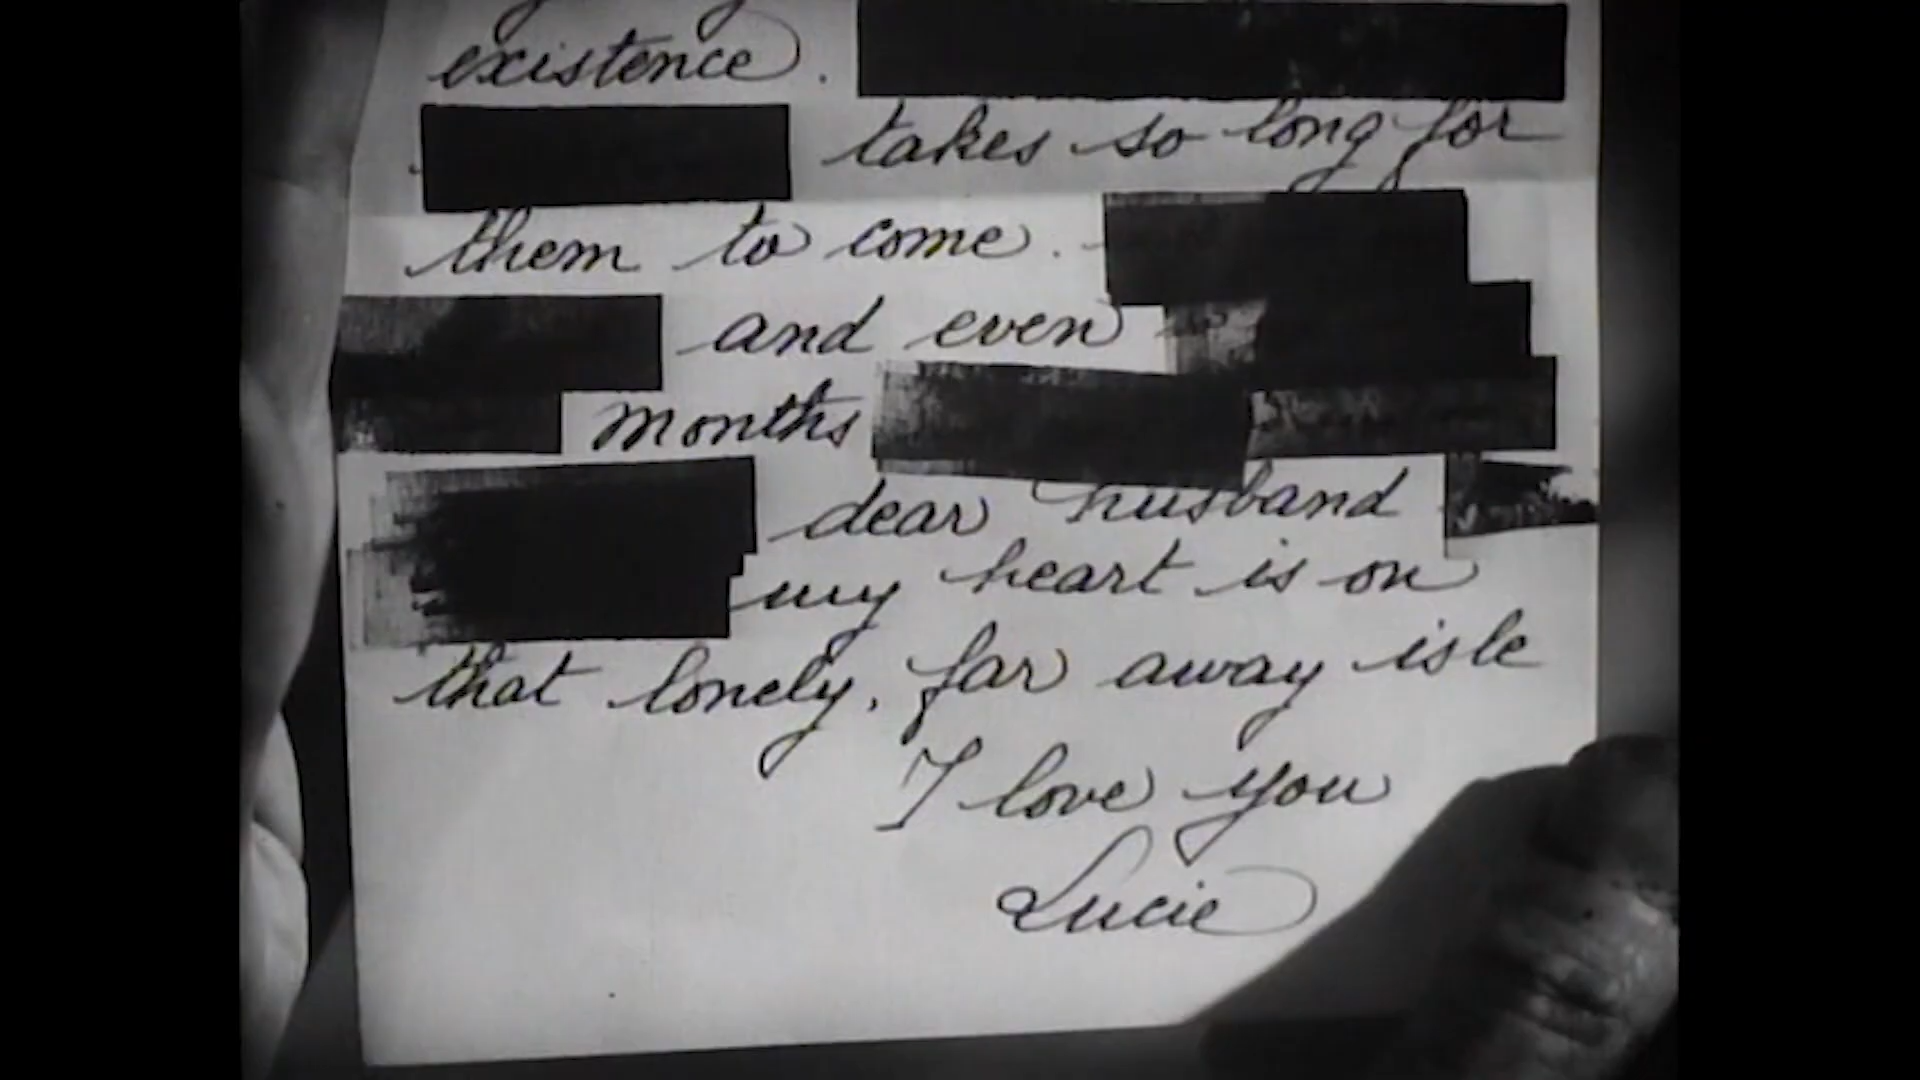 existence.
takes so long for
them to come.
and even
months
dear husband
my heart is on
that lonely, far away isle
I love you
Lucie